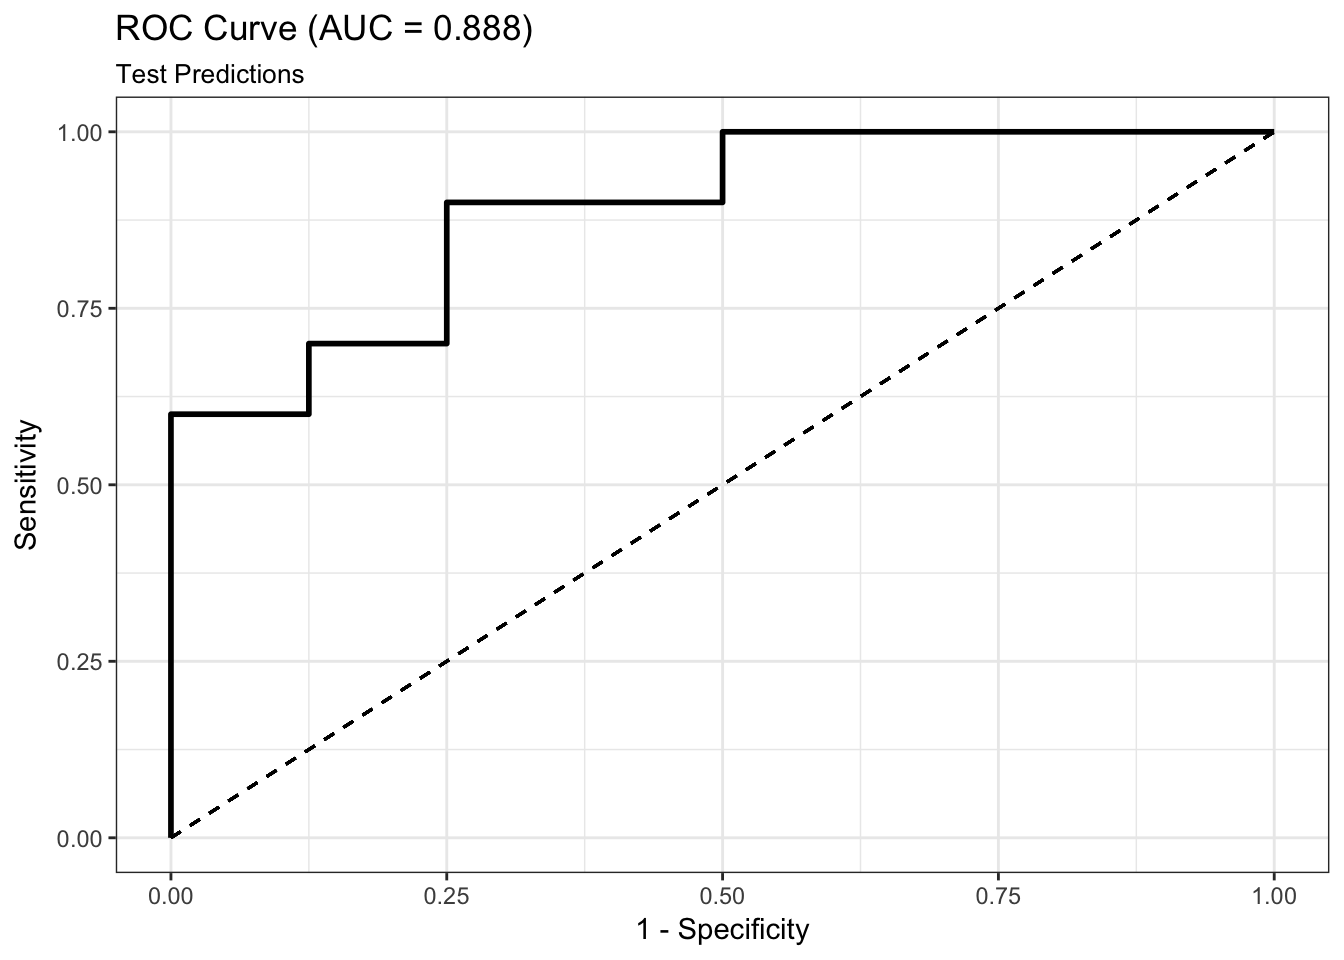 ROC Curve (AUC = 0.888)
Test Predictions
1.00
0.75
0.50
0.25
0.00
Sensitivity
0.00 0.25 0.50 0.75 1.00
1 - Specificity